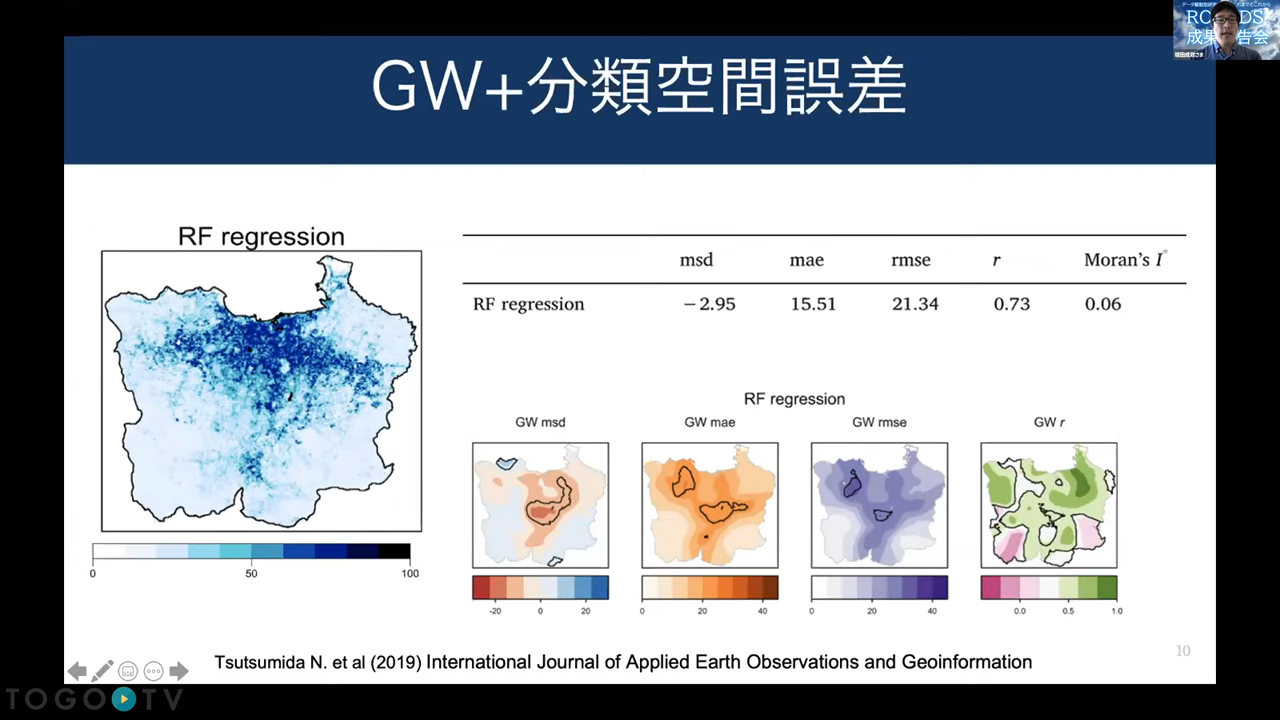 GW+分類空間誤差
RF regression
0 50 100
msd mae rmse r Moran's I*
RF regression −2.95 15.51 21.34 0.73 0.06
RF regression
GW msd GW mae GW rmse GW r
-20 0 20
0 20 40
0 20 40
0.0 0.5 1.0
Tsutsumida N. et al (2019) International Journal of Applied Earth Observations and Geoinformation
10
TOGO TV